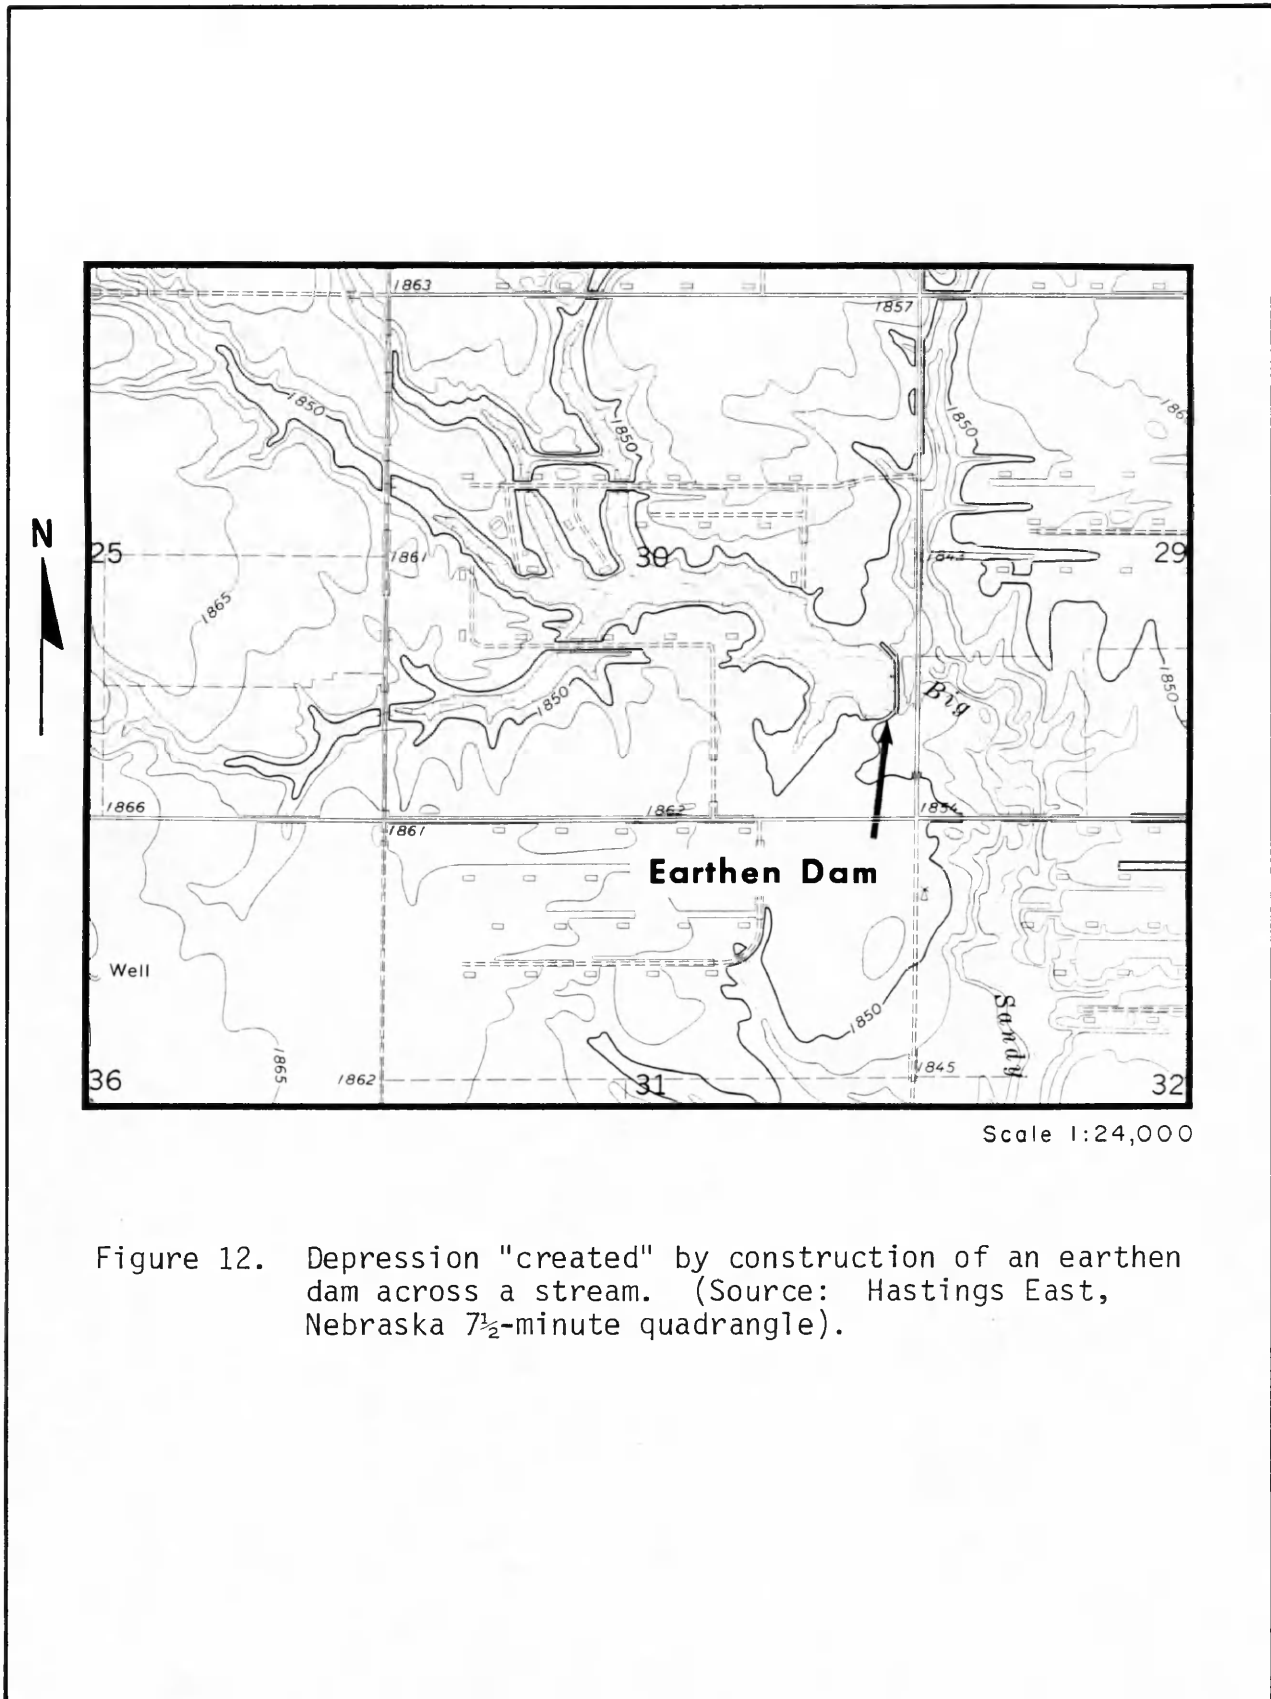 1863
1857
1850
1850
1850
186
N
25
1861
30
1843
29
1865
Big
1850
1850
1866
1862
1854
1861
Earthen Dam
Well
1850
Sandy
1865
36
1862
31
1845
32
Scale 1:24,000
Figure 12. Depression "created" by construction of an earthen
dam across a stream. (Source: Hastings East,
Nebraska 7½-minute quadrangle).